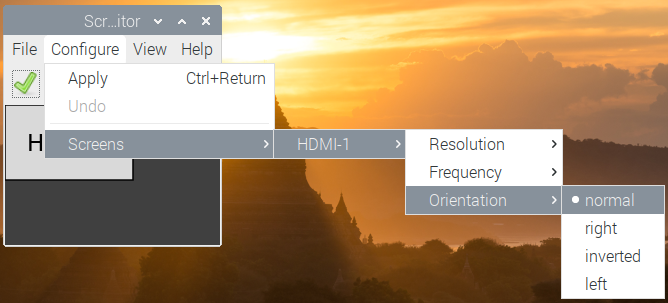 Scr...itor
File Configure View Help
Apply Ctrl+Return
Undo
H
Screens
HDMI-1
Resolution
Frequency
Orientation
normal
right
inverted
left